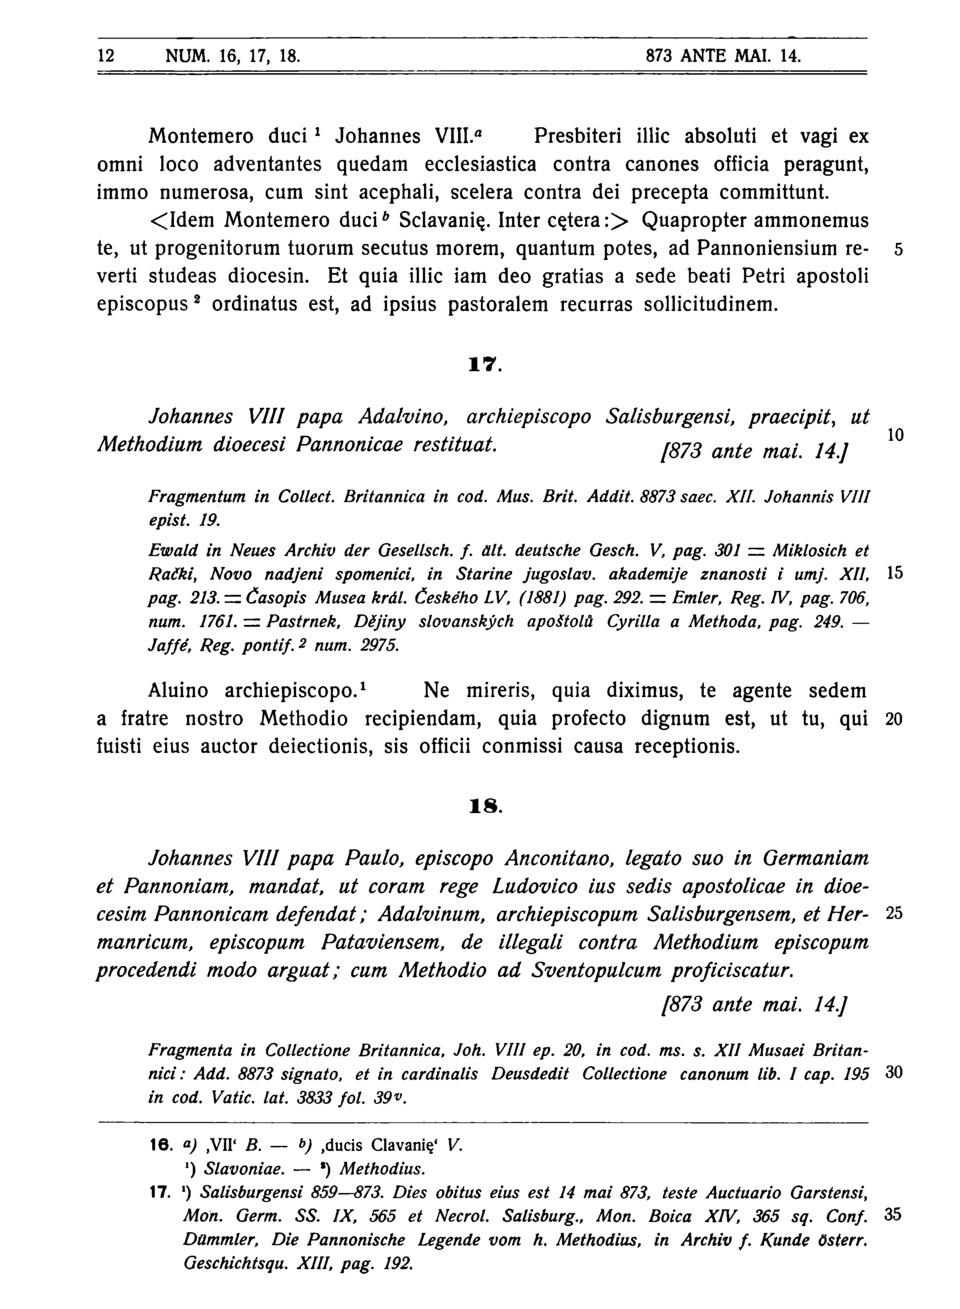 12 NUM. 16, 17, 18. 873 ANTE MAI. 14.
Montemero duci ¹ Johannes VIII.ᵃ Presbiteri illic absoluti et vagi ex
omni loco adventantes quedam ecclesiastica contra canones officia peragunt,
immo numerosa, cum sint acephali, scelera contra dei precepta committunt.
<Idem Montemero duci ᵇ Sclavanię. Inter cętera:> Quapropter ammonemus
te, ut progenitorum tuorum secutus morem, quantum potes, ad Pannoniensium re- 5
verti studeas diocesin. Et quia illic iam deo gratias a sede beati Petri apostoli
episcopus ² ordinatus est, ad ipsius pastoralem recurras sollicitudinem.
17.
Johannes VIII papa Adalvino, archiepiscopo Salisburgensi, praecipit, ut
Methodium dioecesi Pannonicae restituat. [873 ante mai. 14.] 10
Fragmentum in Collect. Britannica in cod. Mus. Brit. Addit. 8873 saec. XII. Johannis VIII
epist. 19.
Ewald in Neues Archiv der Gesellsch. f. ält. deutsche Gesch. V, pag. 301 = Miklosich et
Rački, Novo nadjeni spomenici, in Starine jugoslav. akademije znanosti i umj. XII, 15
pag. 213. = Časopis Musea král. Českého LV, (1881) pag. 292. = Emler, Reg. IV, pag. 706,
num. 1761. = Pastrnek, Dějiny slovanských apoštolů Cyrilla a Methoda, pag. 249. —
Jaffé, Reg. pontif.² num. 2975.
Aluino archiepiscopo.¹ Ne mireris, quia diximus, te agente sedem
a fratre nostro Methodio recipiendam, quia profecto dignum est, ut tu, qui 20
fuisti eius auctor deiectionis, sis officii conmissi causa receptionis.
18.
Johannes VIII papa Paulo, episcopo Anconitano, legato suo in Germaniam
et Pannoniam, mandat, ut coram rege Ludovico ius sedis apostolicae in dioe-
cesim Pannonicam defendat; Adalvinum, archiepiscopum Salisburgensem, et Her- 25
manricum, episcopum Pataviensem, de illegali contra Methodium episcopum
procedendi modo arguat; cum Methodio ad Sventopulcum proficiscatur.
[873 ante mai. 14.]
Fragmenta in Collectione Britannica, Joh. VIII ep. 20, in cod. ms. s. XII Musaei Britan-
nici: Add. 8873 signato, et in cardinalis Deusdedit Collectione canonum lib. I cap. 195 30
in cod. Vatic. lat. 3833 fol. 39ᵛ.
16. ᵃ) ‚VII‘ B. — ᵇ) ‚ducis Clavanię‘ V.
¹) Slavoniae. — ²) Methodius.
17. ¹) Salisburgensi 859—873. Dies obitus eius est 14 mai 873, teste Auctuario Garstensi,
Mon. Germ. SS. IX, 565 et Necrol. Salisburg., Mon. Boica XIV, 365 sq. Conf. 35
Dümmler, Die Pannonische Legende vom h. Methodius, in Archiv f. Kunde österr.
Geschichtsqu. XIII, pag. 192.